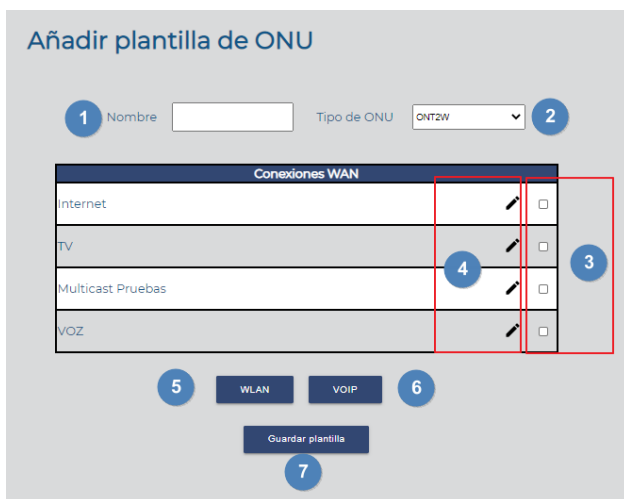 Añadir plantilla de ONU
1 Nombre Tipo de ONU ONT2W 2
Conexiones WAN
Internet
TV
3
4
Multicast Pruebas
VOZ
5 WLAN VOIP 6
Guardar plantilla
7